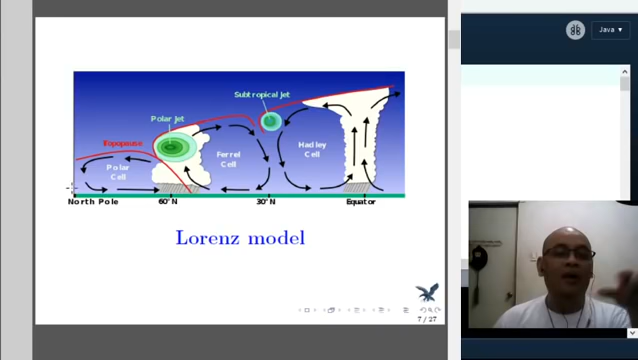 Java
Subtropical Jet
Polar Jet
Tropopause
Ferrel
Cell
Hadley
Cell
Polar
Cell
North Pole
60°N
30°N
Equator
Lorenz model
7 / 27